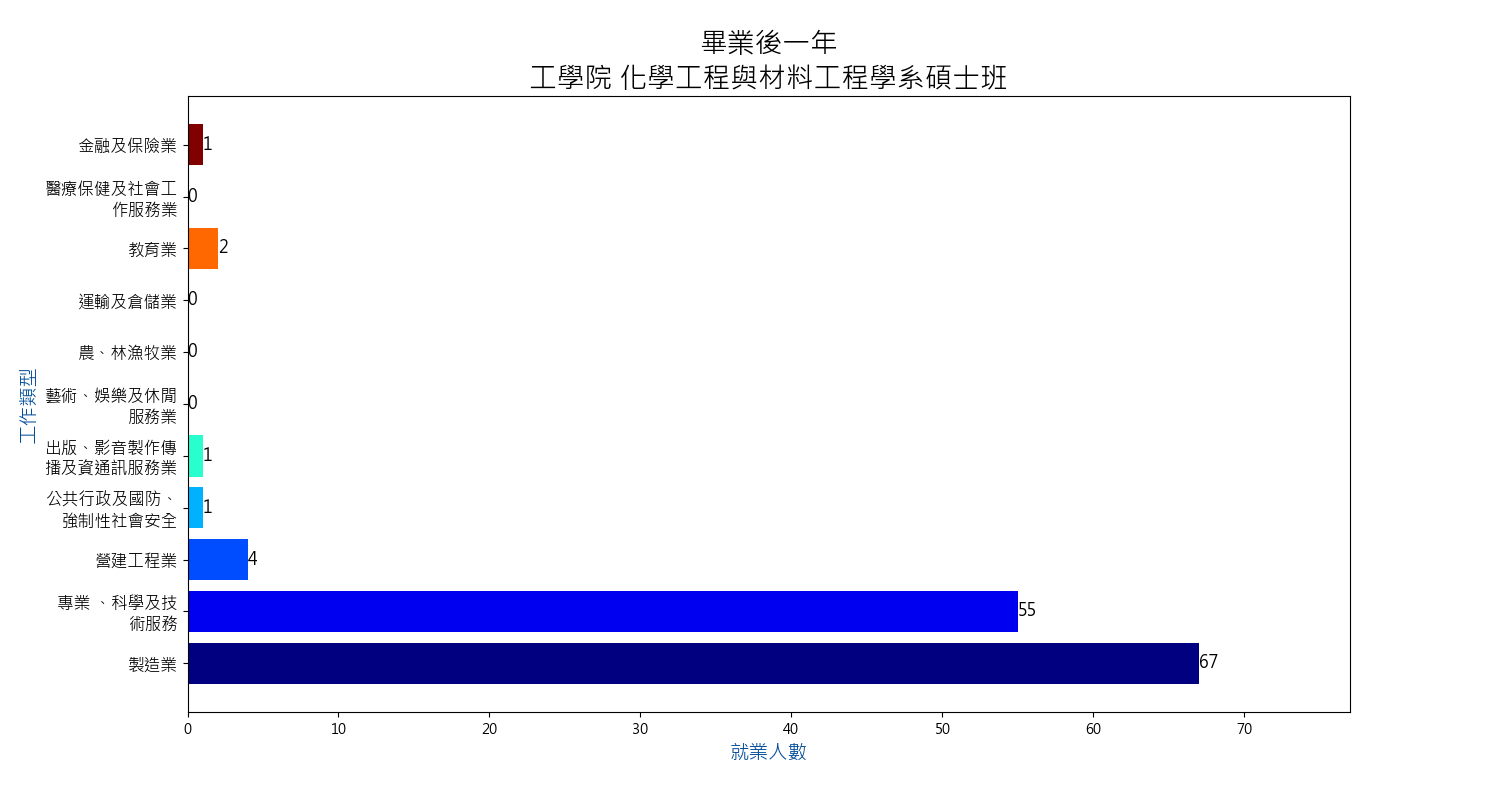 畢業後一年
工學院 化學工程與材料工程學系碩士班
金融及保險業
1
醫療保健及社會工
作服務業
0
教育業
2
運輸及倉儲業
0
農、林漁牧業
0
藝術、娛樂及休閒
服務業
0
出版、影音製作傳
播及資通訊服務業
1
公共行政及國防、
強制性社會安全
1
營建工程業
4
專業 、科學及技
術服務
55
製造業
67
工作類型
0 10 20 30 40 50 60 70
就業人數